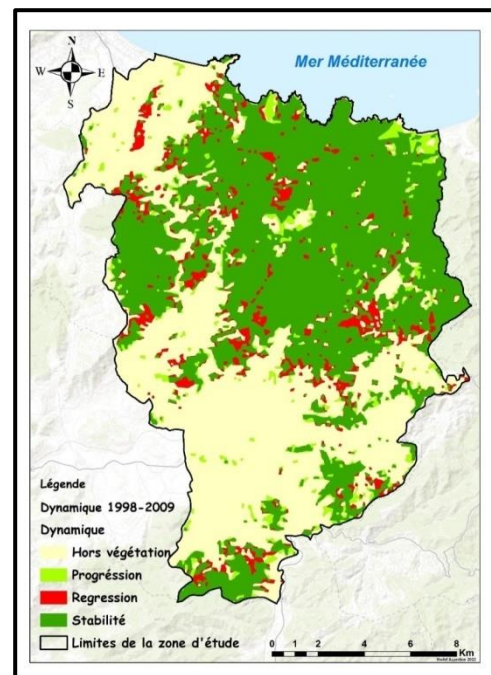 N
W E
S
Mer Méditerranée
Légende
Dynamique 1998-2009
Dynamique
Hors végétation
Progréssion
Regression
Stabilité
Limites de la zone d'étude
0 1 2 4 6 8
Km